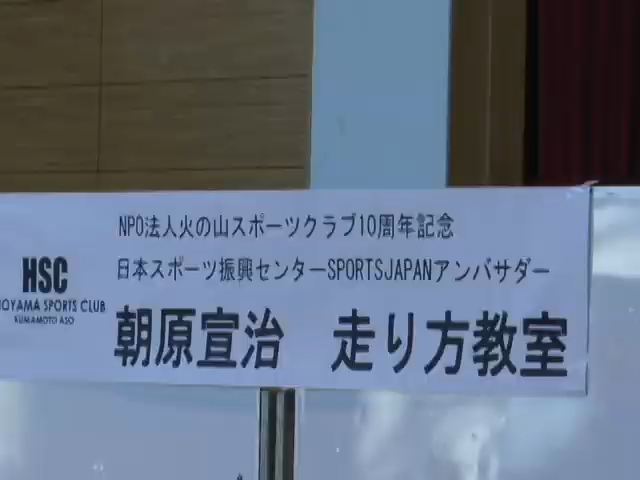 NPO法人火の山スポーツクラブ10周年記念
日本スポーツ振興センターSPORTSJAPANアンバサダー
朝原宣治 走り方教室
HSC
NOYAMA SPORTS CLUB
KUMAMOTO ASO